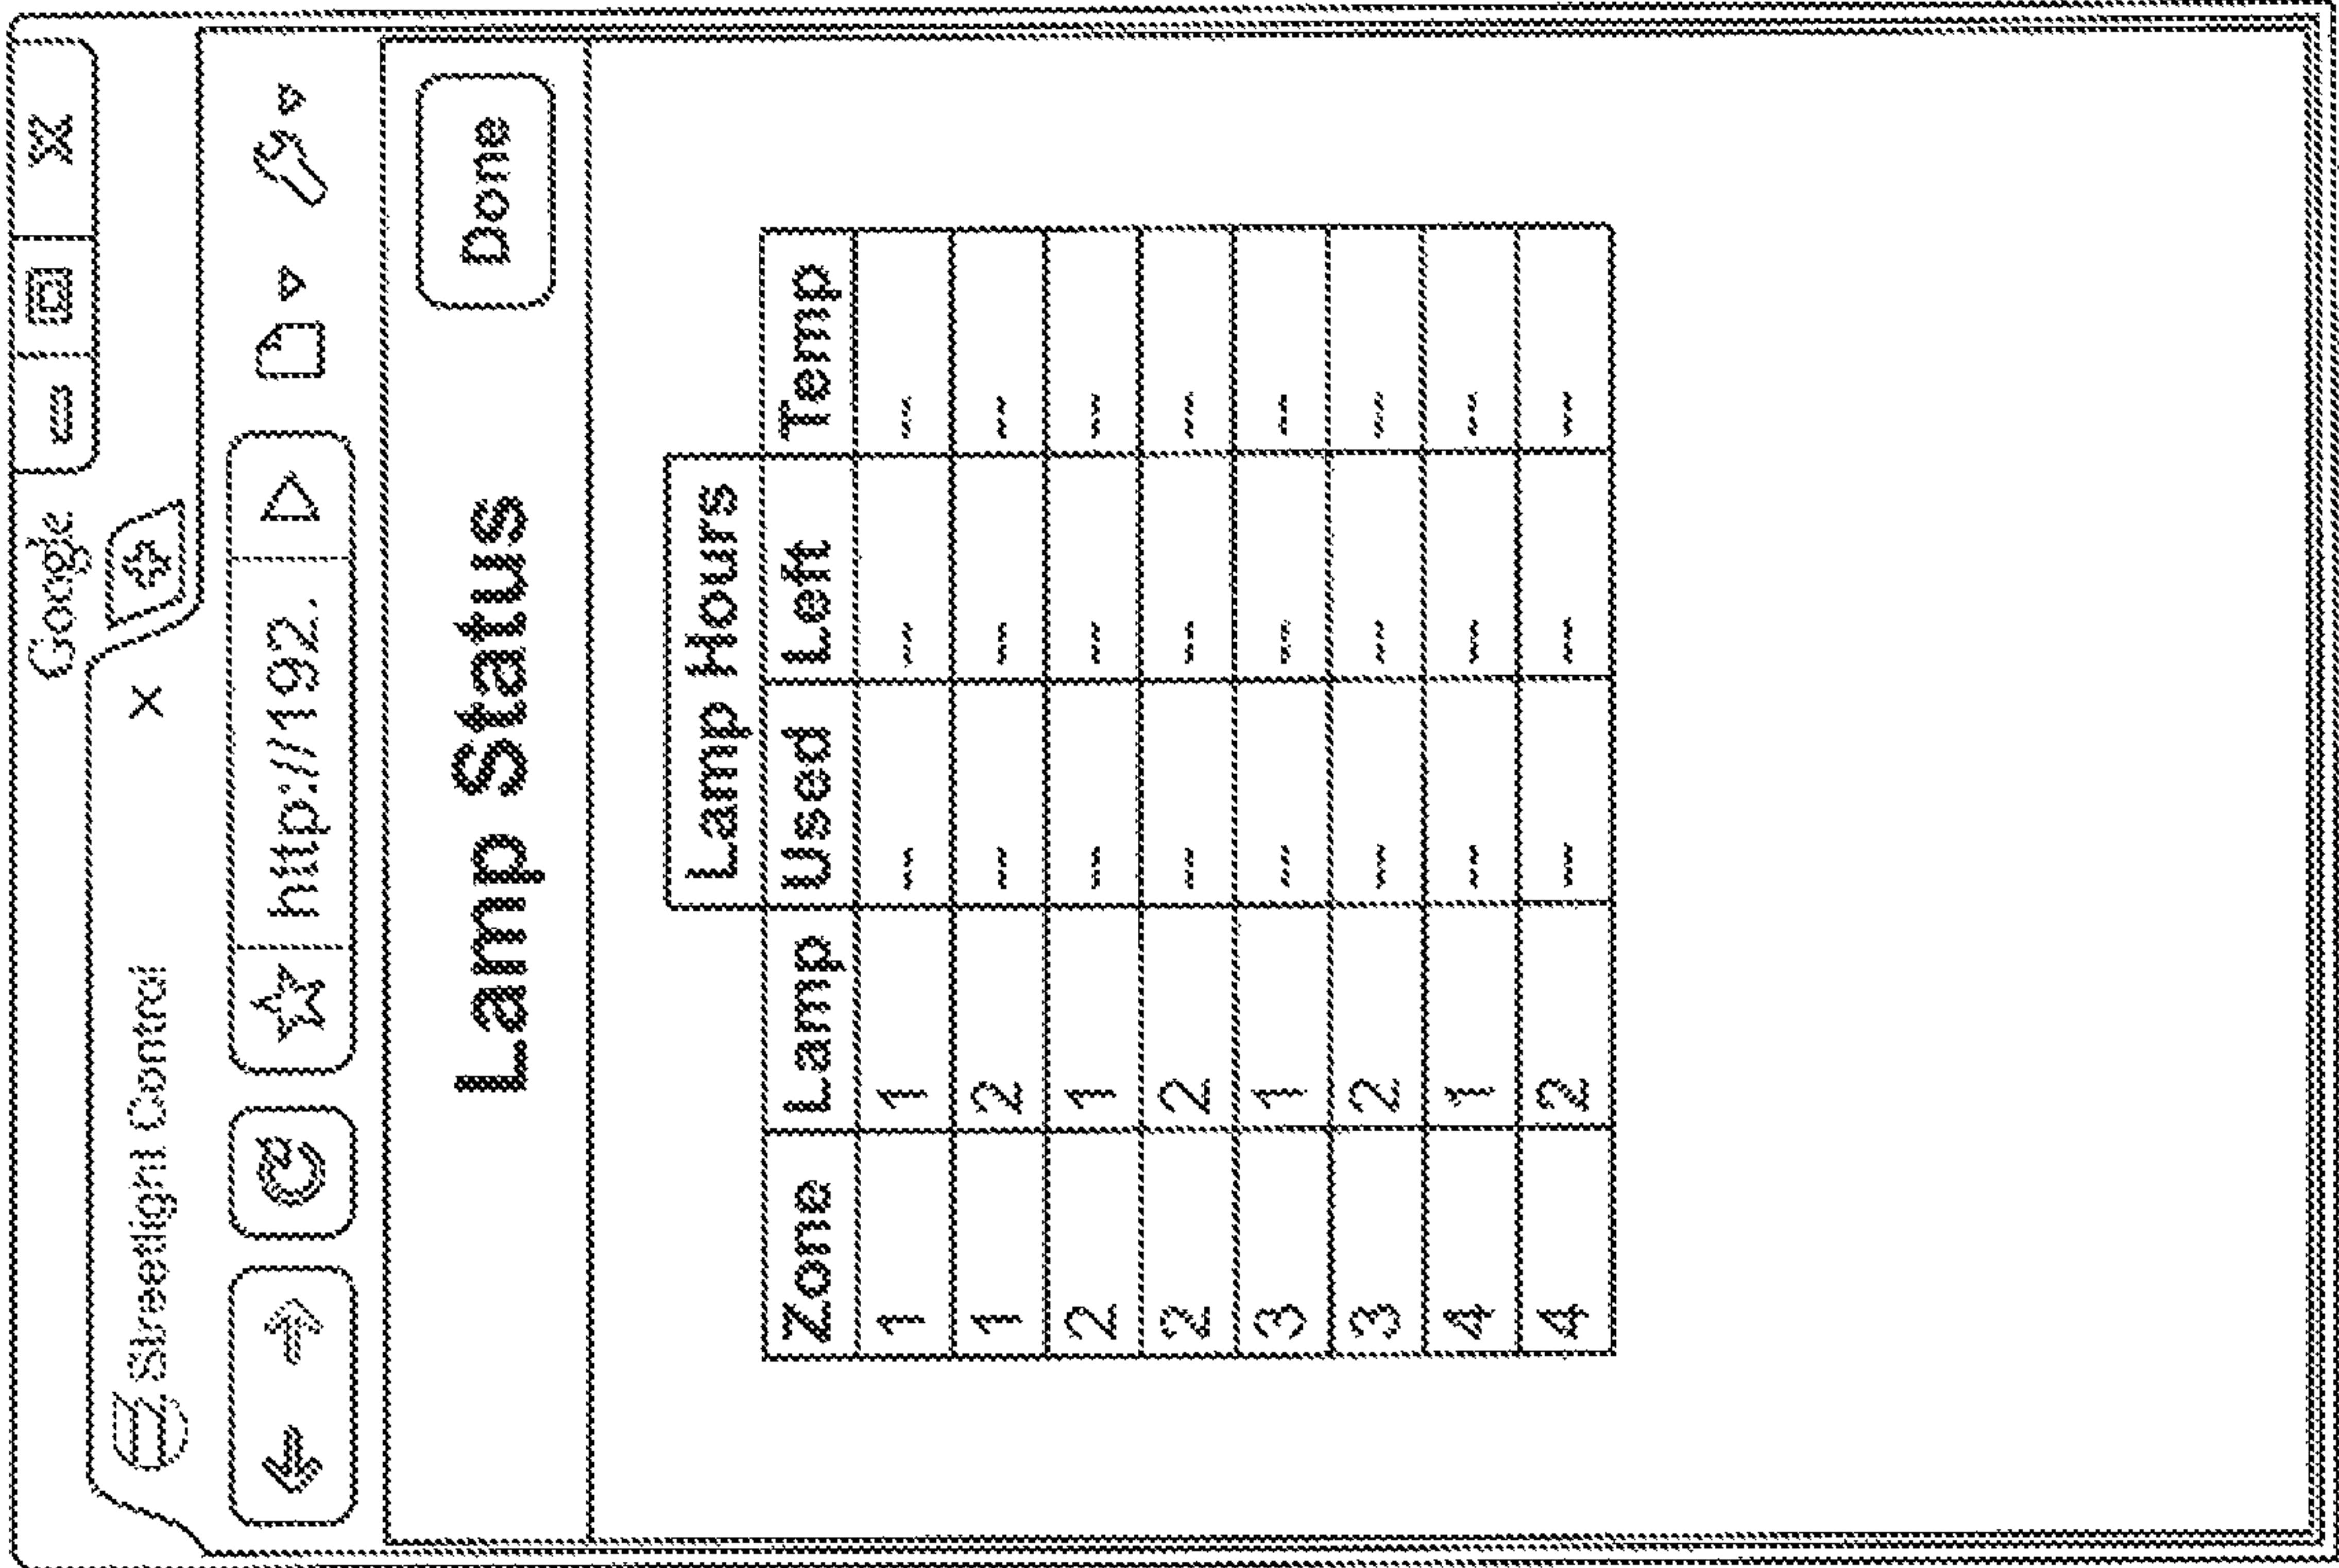 Google
Streetlight Control
http://192.
Lamp Status Done
Lamp Hours
Zone Lamp Used Left Temp
1 1 -- -- --
1 2 -- -- --
2 1 -- -- --
2 2 -- -- --
3 1 -- -- --
3 2 -- -- --
4 1 -- -- --
4 2 -- -- --